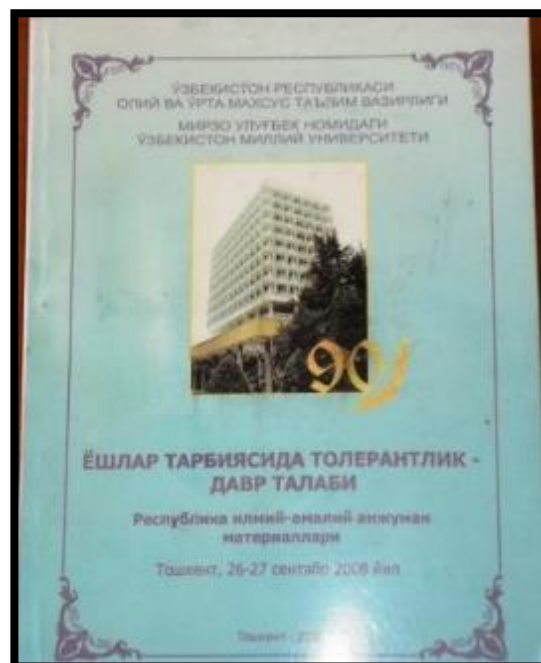 ЎЗБЕКИСТОН РЕСПУБЛИКАСИ
ОЛИЙ ВА ЎРТА МАХСУС ТАЪЛИМ ВАЗИРЛИГИ
МИРЗО УЛУҒБЕК НОМИДАГИ
ЎЗБЕКИСТОН МИЛЛИЙ УНИВЕРСИТЕТИ
90
ЁШЛАР ТАРБИЯСИДА ТОЛЕРАНТЛИК -
ДАВР ТАЛАБИ
Республика илмий-амалий анжуман
материаллари
Тошкент, 26-27 сентябр 2008 йил
Тошкент -